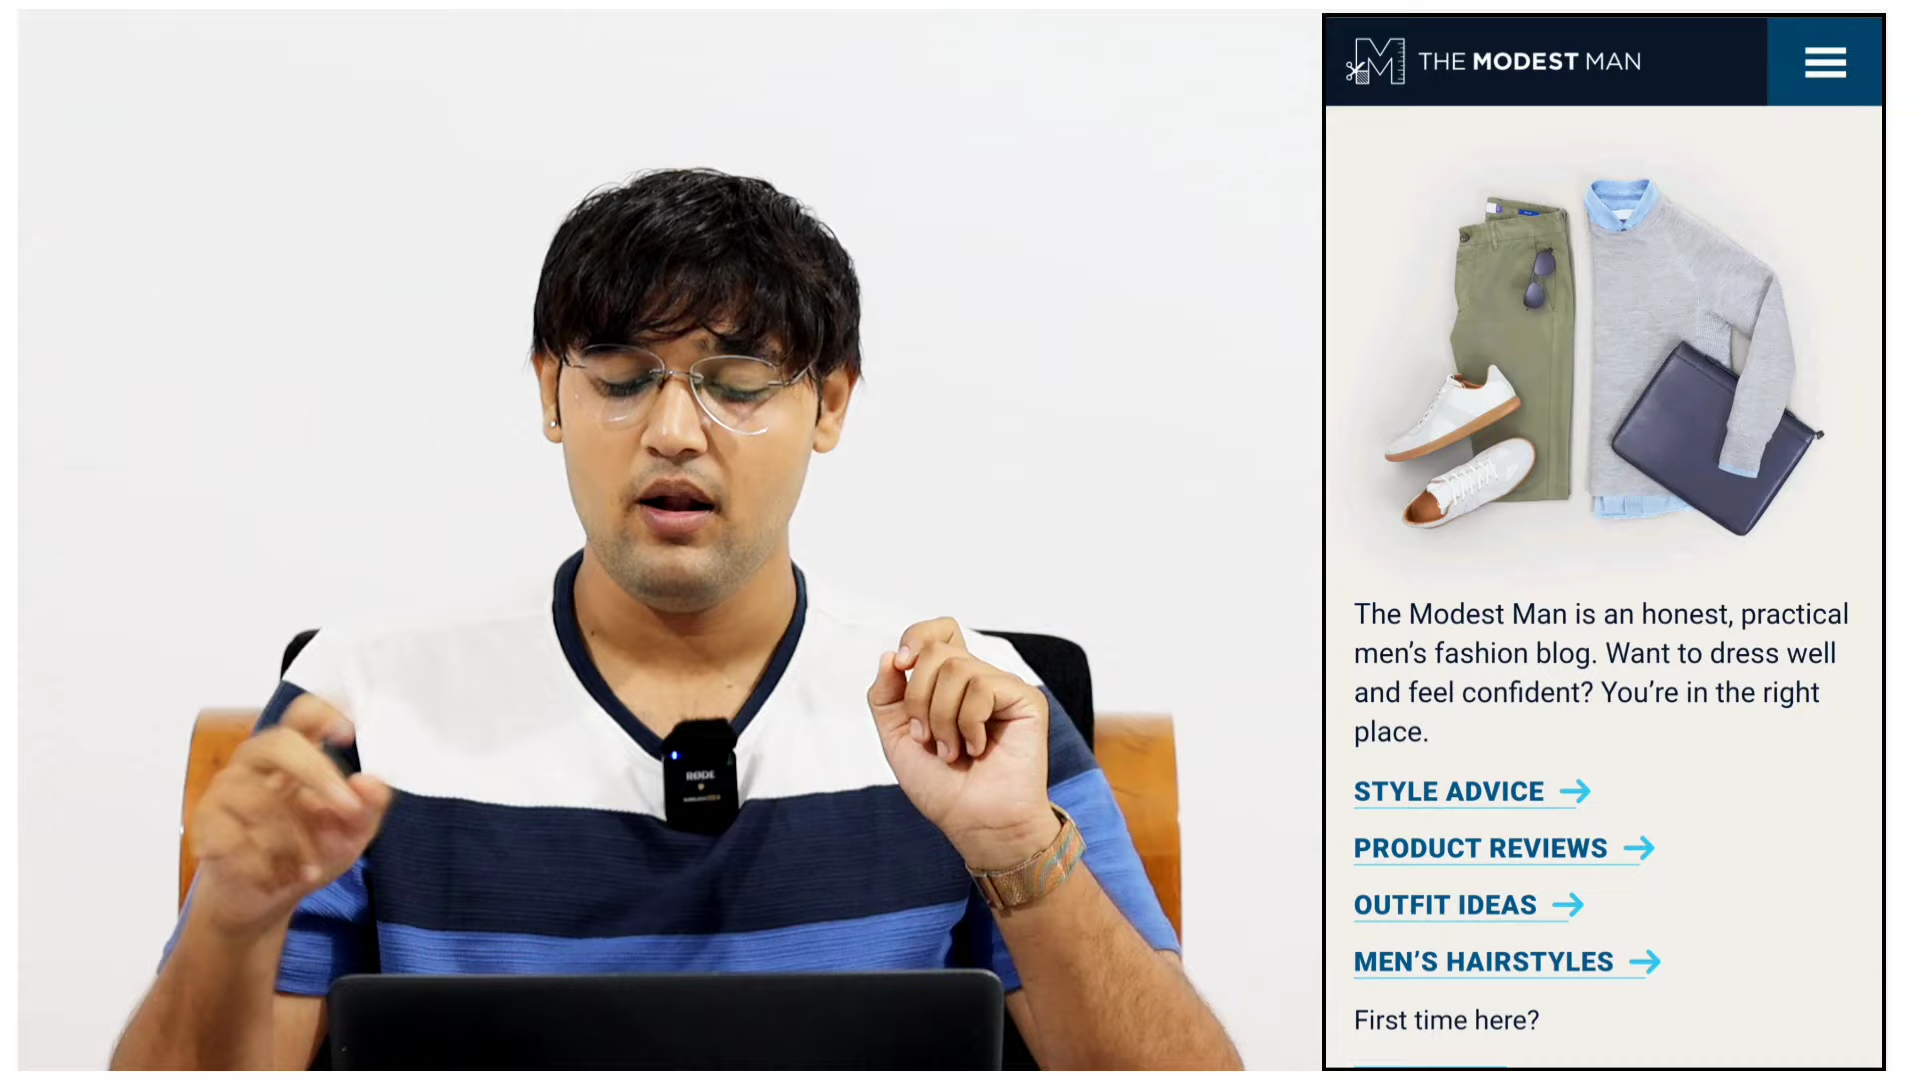 THE MODEST MAN
RØDE
The Modest Man is an honest, practical
men’s fashion blog. Want to dress well
and feel confident? You’re in the right
place.
STYLE ADVICE
PRODUCT REVIEWS
OUTFIT IDEAS
MEN’S HAIRSTYLES
First time here?